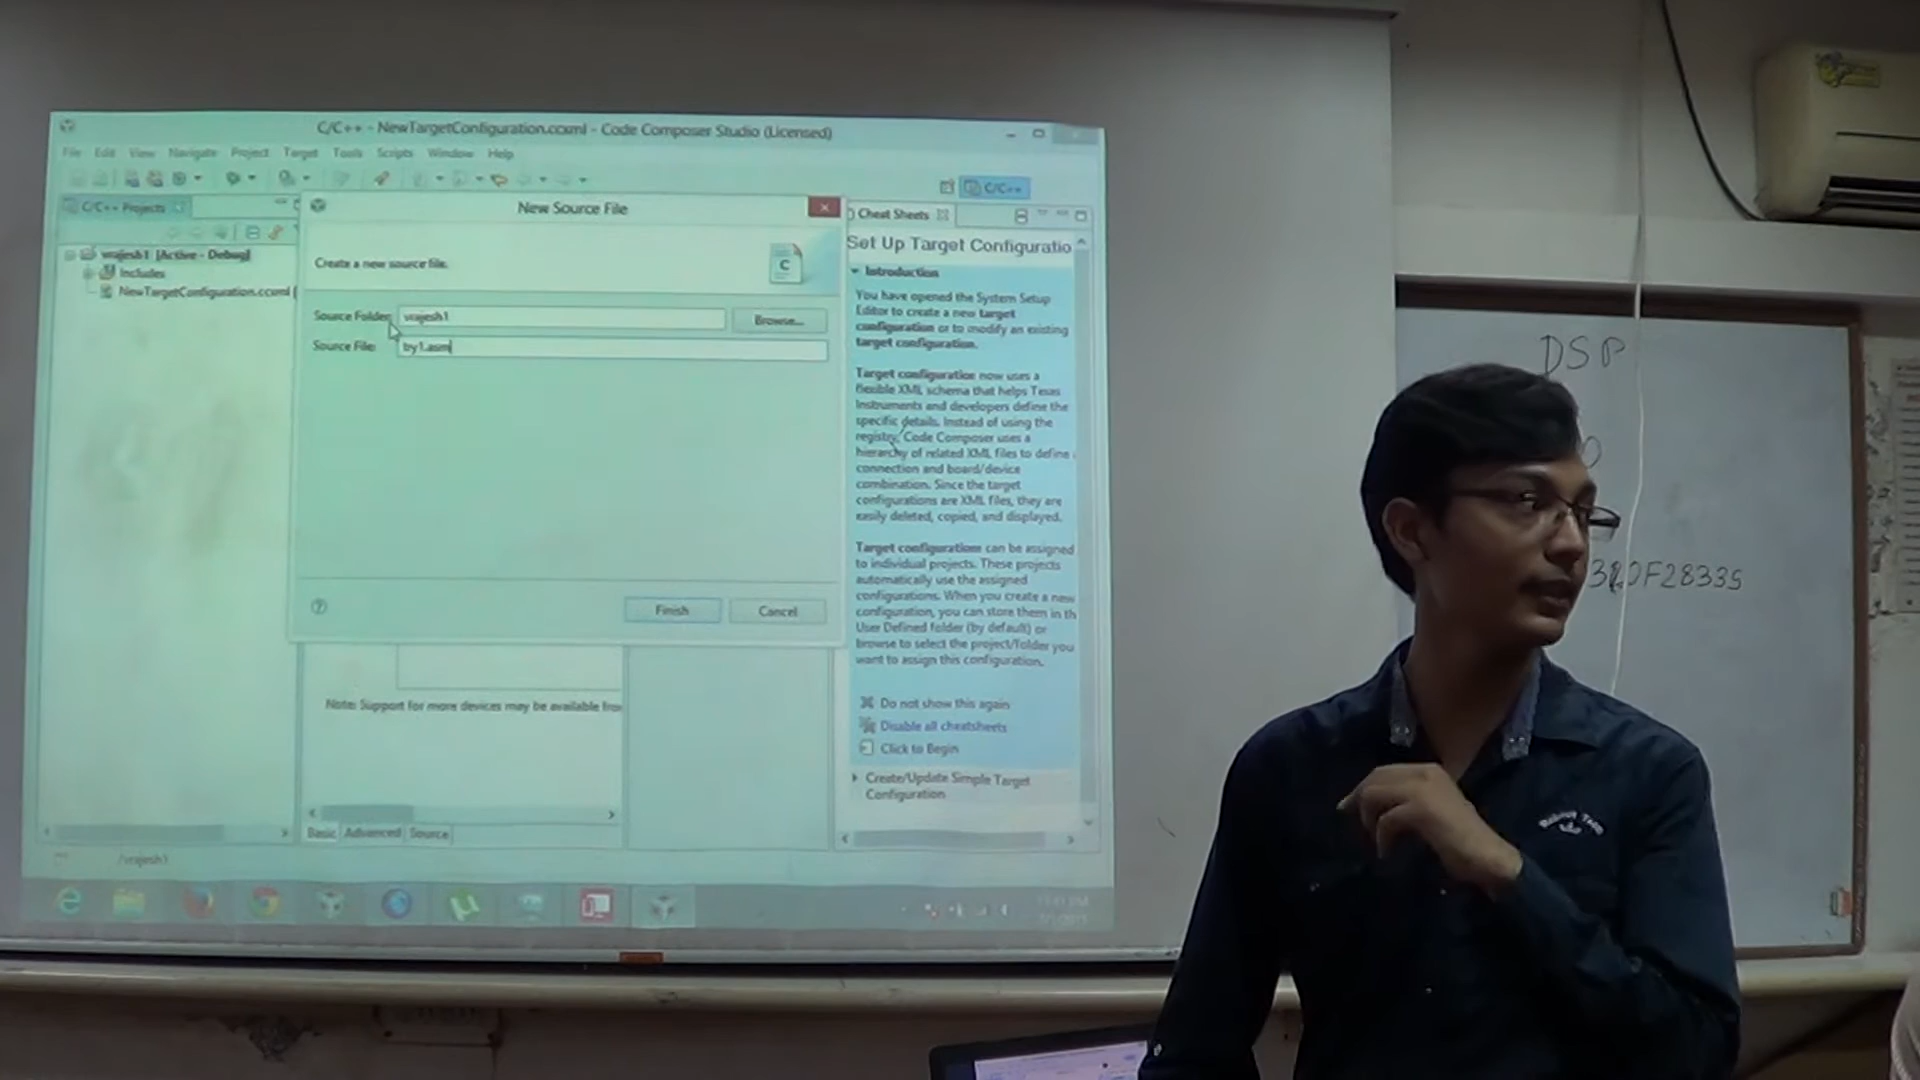 C/C++ - NewTargetConfiguration.ccxml - Code Composer Studio (Licensed)
File Edit View Navigate Project Target Tools Scripts Window Help
C/C++
C/C++ Projects
vrajesh1 [Active - Debug]
Includes
NewTargetConfiguration.ccxml [
New Source File
Create a new source file.
C
Source Folder: vrajesh1
Browse...
Source File: by1.asm
Finish
Cancel
Note: Support for more devices may be available from
Basic Advanced Source
/vrajesh1
Cheat Sheets
Set Up Target Configuratio
Introduction
You have opened the System Setup
Editor to create a new target
configuration or to modify an existing
target configuration.
Target configuration now uses a
flexible XML schema that helps Texas
Instruments and developers define the
specific details. Instead of using the
registry, Code Composer uses a
hierarchy of related XML files to define
connection and board/device
combination. Since the target
configurations are XML files, they are
easily deleted, copied, and displayed.
Target configurations can be assigned
to individual projects. These projects
automatically use the assigned
configurations. When you create a new
configuration, you can store them in th
User Defined folder (by default) or
browse to select the project/folder you
want to assign this configuration.
Do not show this again
Disable all cheatsheets
Click to Begin
Create/Update Simple Target
Configuration
DSP
320F28335